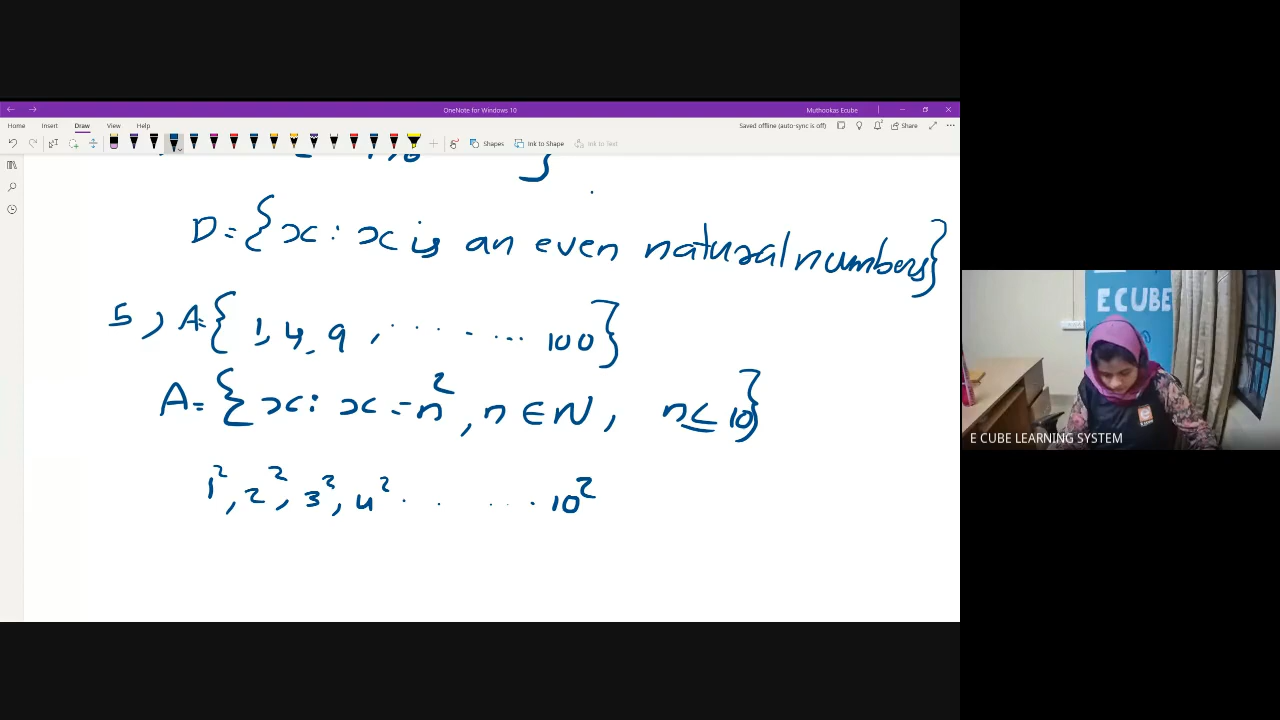 OneNote for Windows 10
Muthookas Ecube
Home Insert Draw View Help
Saved offline (auto-sync is off)
Share
Shapes
Ink to Shape
Ink to Text
D = {x : x is an even natural numbers}
5) A = {1, 4, 9, ........ 100}
A = {x : x = n², n ∈ N, n ≤ 10}
1², 2², 3², 4² ...... 10²
E CUBE
E CUBE LEARNING SYSTEM